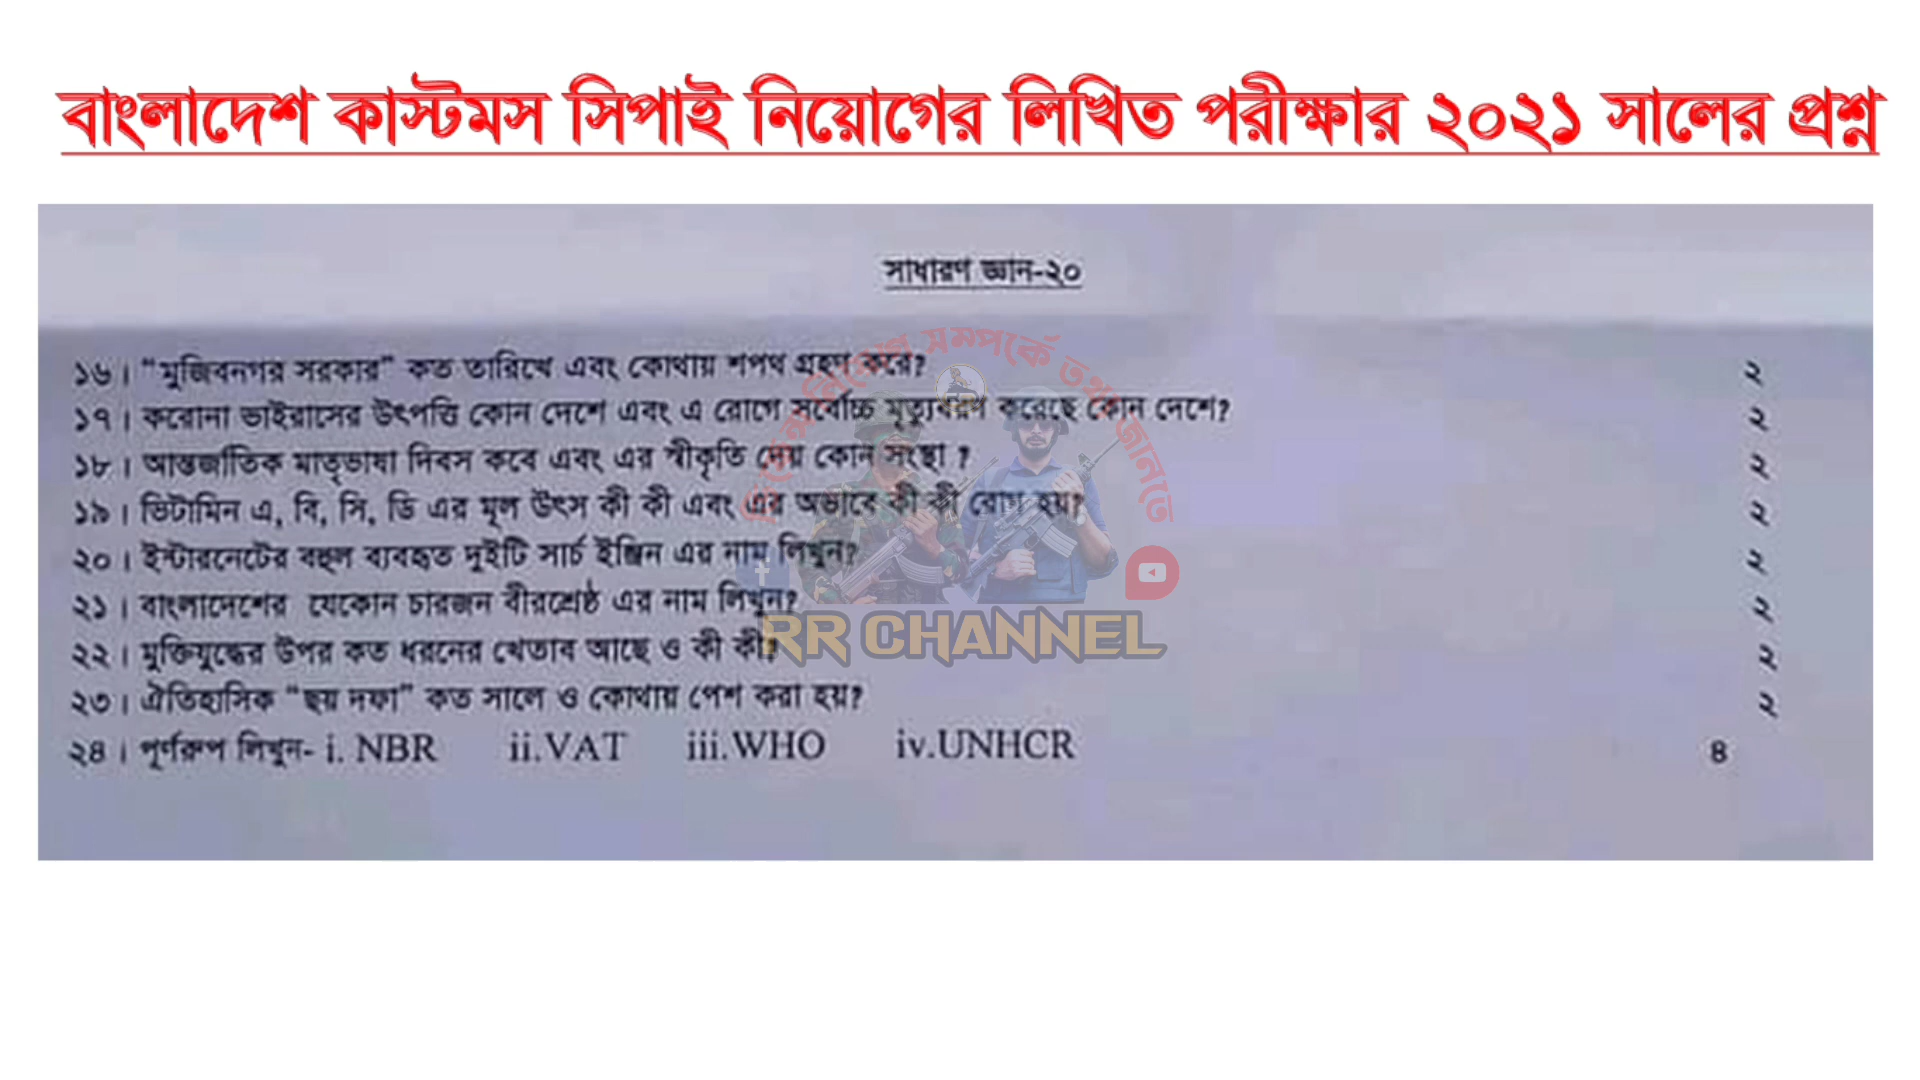 বাংলাদেশ কাস্টমস সিপাই নিয়োগের লিখিত পরীক্ষার ২০২১ সালের প্রশ্ন
সাধারণ জ্ঞান-২০
১৬। “মুজিবনগর সরকার” কত তারিখে এবং কোথায় শপথ গ্রহণ করে? ২
১৭। করোনা ভাইরাসের উৎপত্তি কোন দেশে এবং এ রোগে সর্বোচ্চ মৃত্যুবরণ করেছে কোন দেশে? ২
১৮। আন্তর্জাতিক মাতৃভাষা দিবস কবে এবং এর স্বীকৃতি দেয় কোন সংস্থা ? ২
১৯। ভিটামিন এ, বি, সি, ডি এর মূল উৎস কী কী এবং এর অভাবে কী কী রোগ হয়? ২
২০। ইন্টারনেটের বহুল ব্যবহৃত দুইটি সার্চ ইঞ্জিন এর নাম লিখুন? ২
২১। বাংলাদেশের যেকোন চারজন বীরশ্রেষ্ঠ এর নাম লিখুন? ২
২২। মুক্তিযুদ্ধের উপর কত ধরনের খেতাব আছে ও কী কী? ২
২৩। ঐতিহাসিক “ছয় দফা” কত সালে ও কোথায় পেশ করা হয়? ২
২৪। পূর্ণরুপ লিখুন- i. NBR ii.VAT iii.WHO iv.UNHCR ৪
নিয়োগ সম্পর্কে তথ্য জানতে
RR CHANNEL